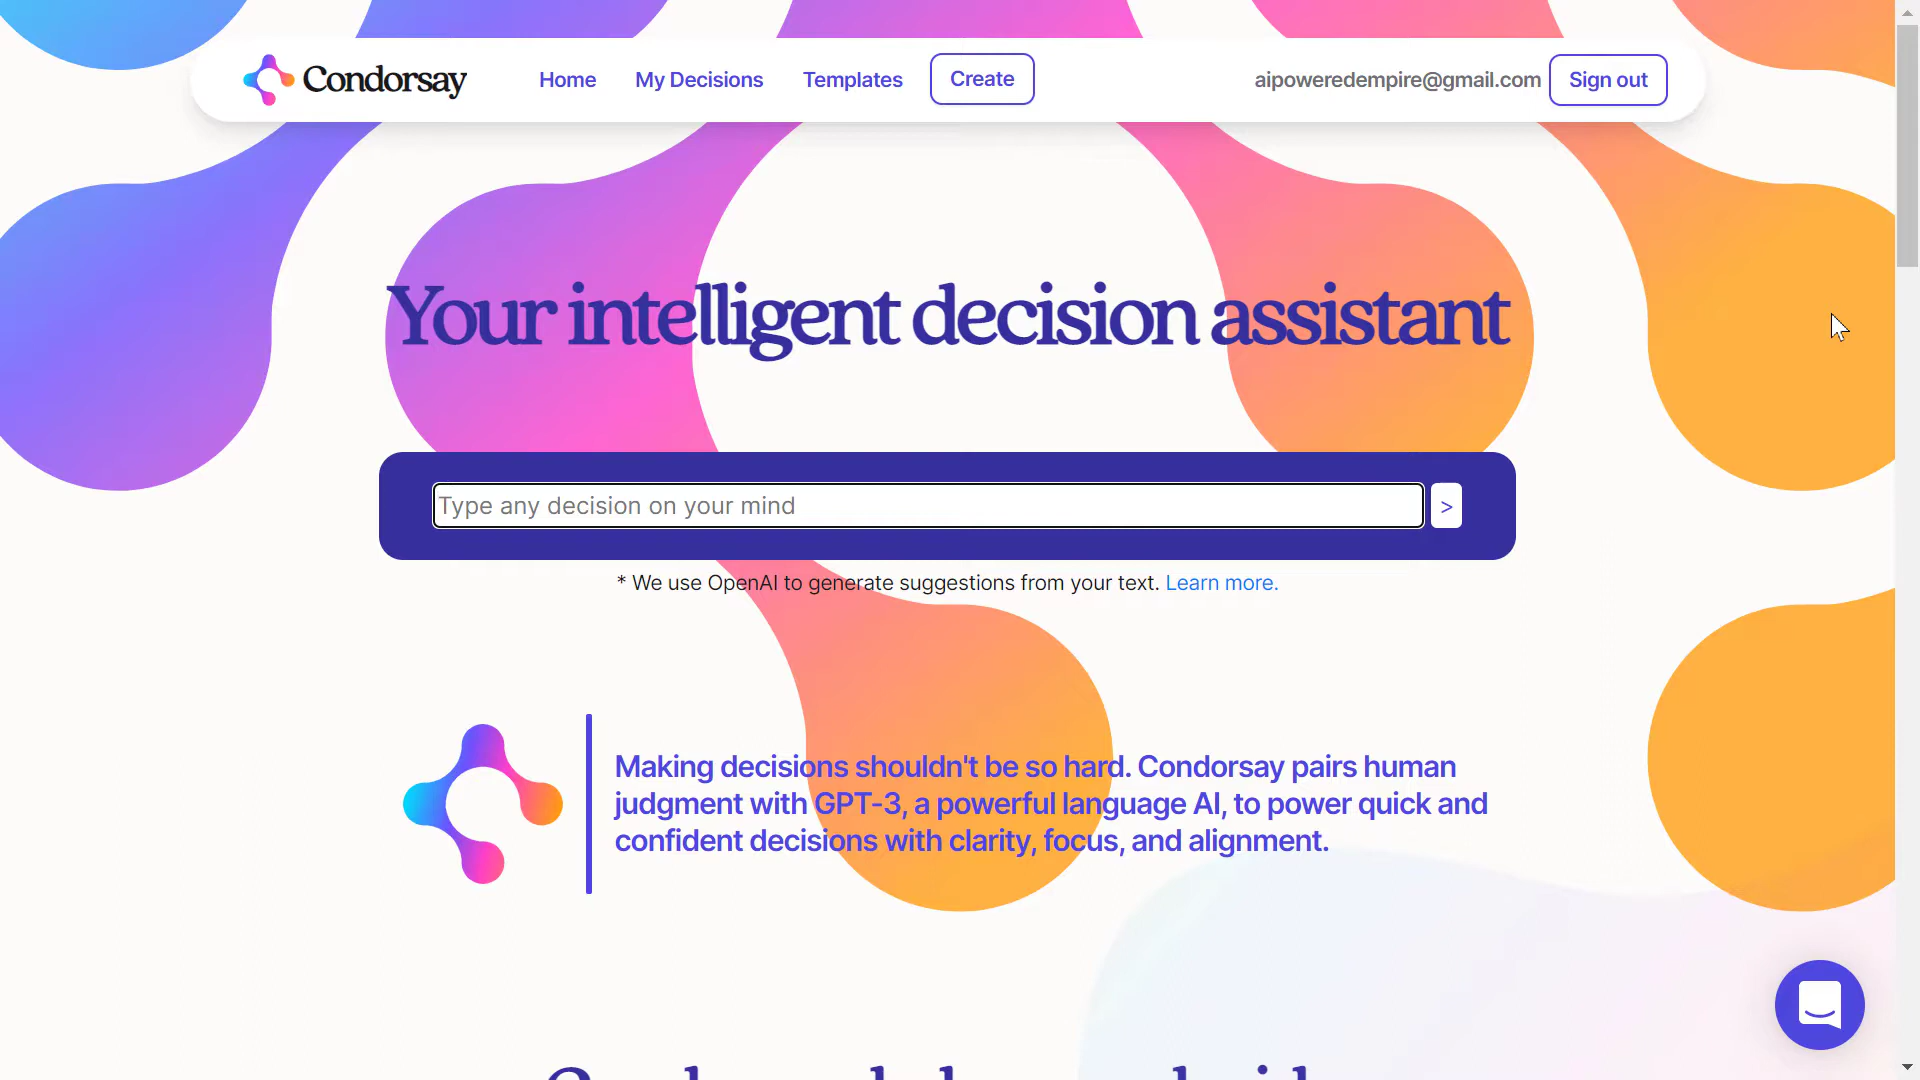 Condorsay
Home
My Decisions
Templates
Create
aipoweredempire@gmail.com
Sign out
Your intelligent decision assistant
Type any decision on your mind
>
* We use OpenAI to generate suggestions from your text. Learn more.
Making decisions shouldn't be so hard. Condorsay pairs human
judgment with GPT-3, a powerful language AI, to power quick and
confident decisions with clarity, focus, and alignment.